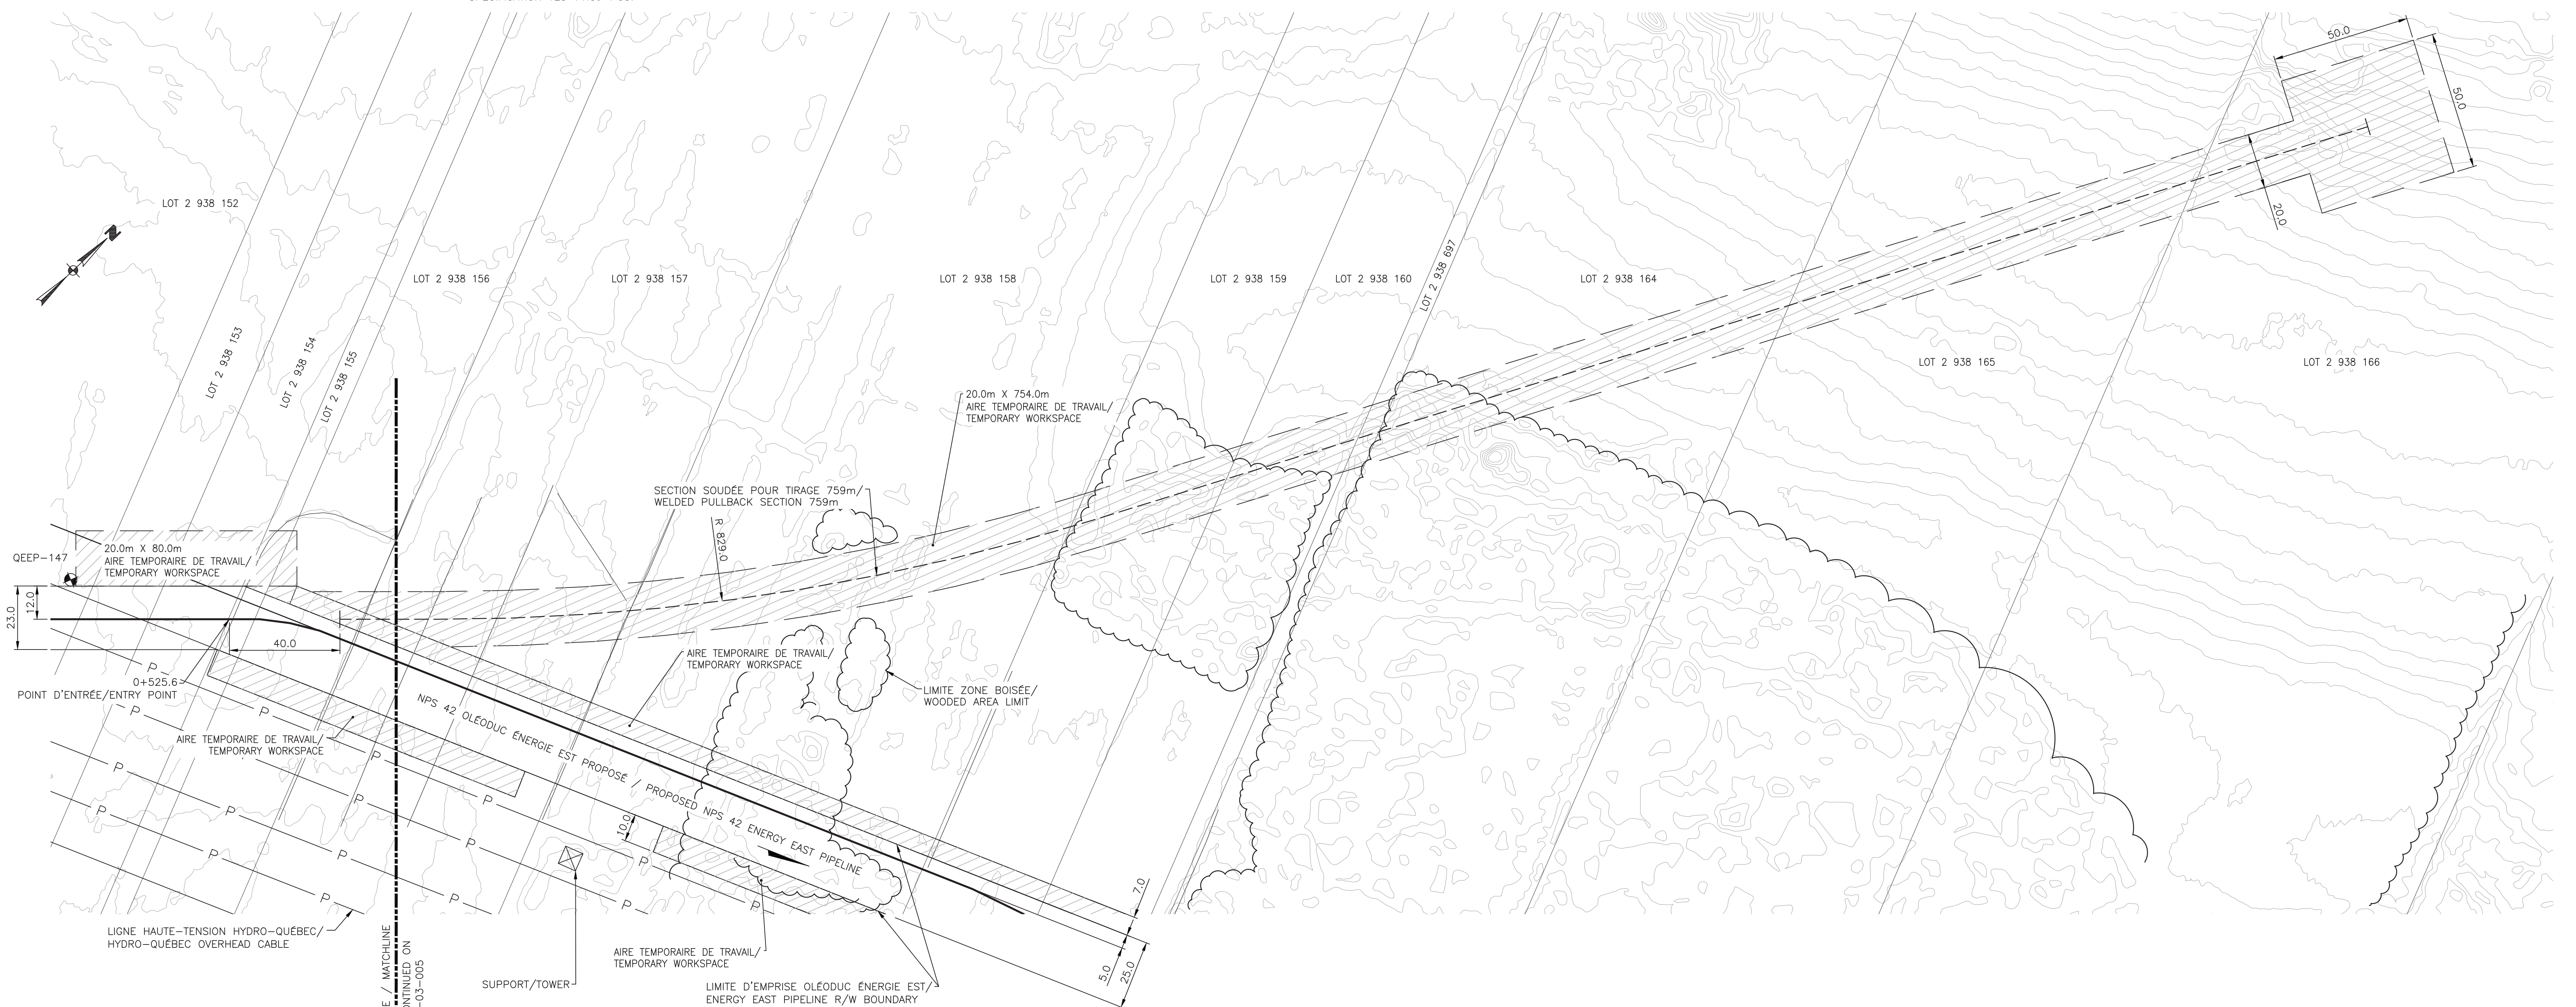 50.0
50.0
20.0
LOT 2 938 152
N
LOT 2 938 156
LOT 2 938 157
LOT 2 938 158
LOT 2 938 159
LOT 2 938 160
LOT 2 938 697
LOT 2 938 164
LOT 2 938 165
LOT 2 938 166
LOT 2 938 153
LOT 2 938 154
LOT 2 938 155
20.0m X 754.0m
AIRE TEMPORAIRE DE TRAVAIL/
TEMPORARY WORKSPACE
SECTION SOUDÉE POUR TIRAGE 759m/
WELDED PULLBACK SECTION 759m
R 829.0
QEEP-147
20.0m X 80.0m
AIRE TEMPORAIRE DE TRAVAIL/
TEMPORARY WORKSPACE
23.0
12.0
40.0
0+525.6
POINT D'ENTRÉE/ENTRY POINT
AIRE TEMPORAIRE DE TRAVAIL/
TEMPORARY WORKSPACE
LIMITE ZONE BOISÉE/
WOODED AREA LIMIT
AIRE TEMPORAIRE DE TRAVAIL/
TEMPORARY WORKSPACE
NPS 42 OLÉODUC ÉNERGIE EST PROPOSÉ / PROPOSED NPS 42 ENERGY EAST PIPELINE
P P P P P P
P P P P P P
P P P P
P P P
10.0
7.0
5.0
25.0
LIGNE HAUTE-TENSION HYDRO-QUÉBEC/
HYDRO-QUÉBEC OVERHEAD CABLE
E / MATCHLINE
NTINUED ON
-03-005
SUPPORT/TOWER
AIRE TEMPORAIRE DE TRAVAIL/
TEMPORARY WORKSPACE
LIMITE D'EMPRISE OLÉODUC ÉNERGIE EST/
ENERGY EAST PIPELINE R/W BOUNDARY